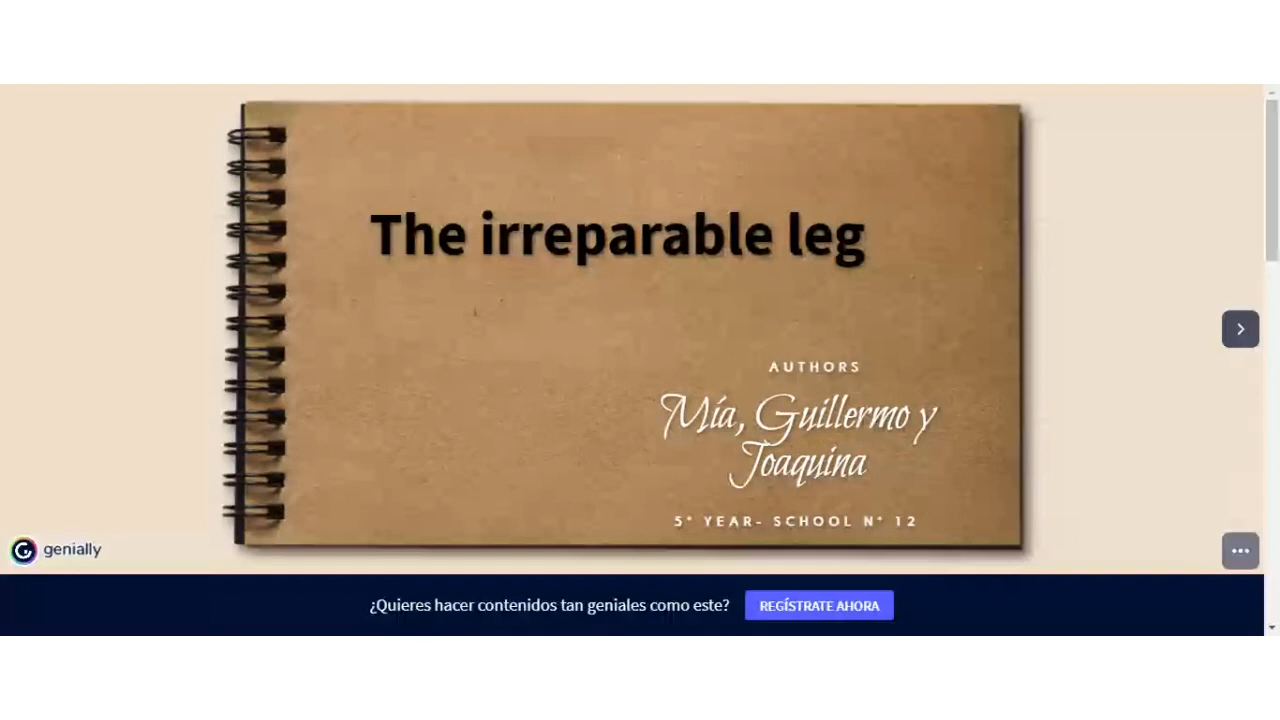 The irreparable leg
AUTHORS
Mía, Guillermo y
Joaquina
5° YEAR- SCHOOL N° 12
genially
¿Quieres hacer contenidos tan geniales como este?
REGÍSTRATE AHORA